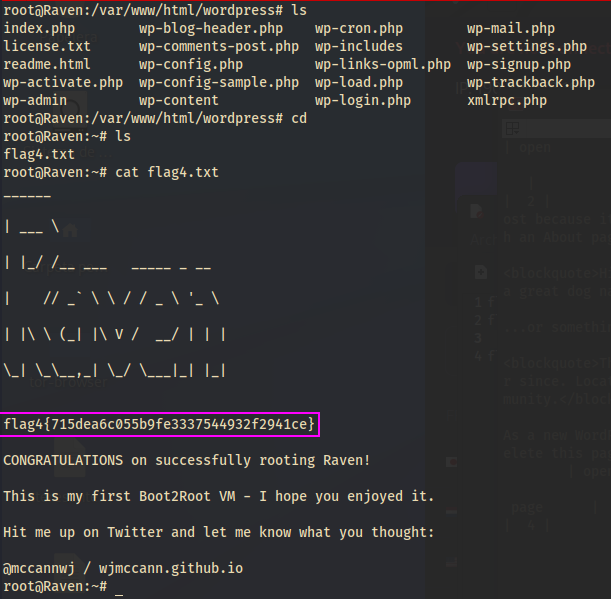 root@Raven:/var/www/html/wordpress# ls
index.php        wp-blog-header.php    wp-cron.php        wp-mail.php
license.txt      wp-comments-post.php  wp-includes        wp-settings.php
readme.html      wp-config.php         wp-links-opml.php  wp-signup.php
wp-activate.php  wp-config-sample.php  wp-load.php        wp-trackback.php
wp-admin         wp-content            wp-login.php       xmlrpc.php
root@Raven:/var/www/html/wordpress# cd
root@Raven:~# ls
flag4.txt
root@Raven:~# cat flag4.txt
______
| ___ \
| |_/ /__ ___   _____ _ __
|    // _` \ \ / / _ \ '_ \
| |\ \ (_| |\ V /  __/ | | |
\_| \_\__,_| \_/ \___|_| |_|
flag4{715dea6c055b9fe3337544932f2941ce}
CONGRATULATIONS on successfully rooting Raven!
This is my first Boot2Root VM - I hope you enjoyed it.
Hit me up on Twitter and let me know what you thought:
@mccannwj / wjmccann.github.io
root@Raven:~# _